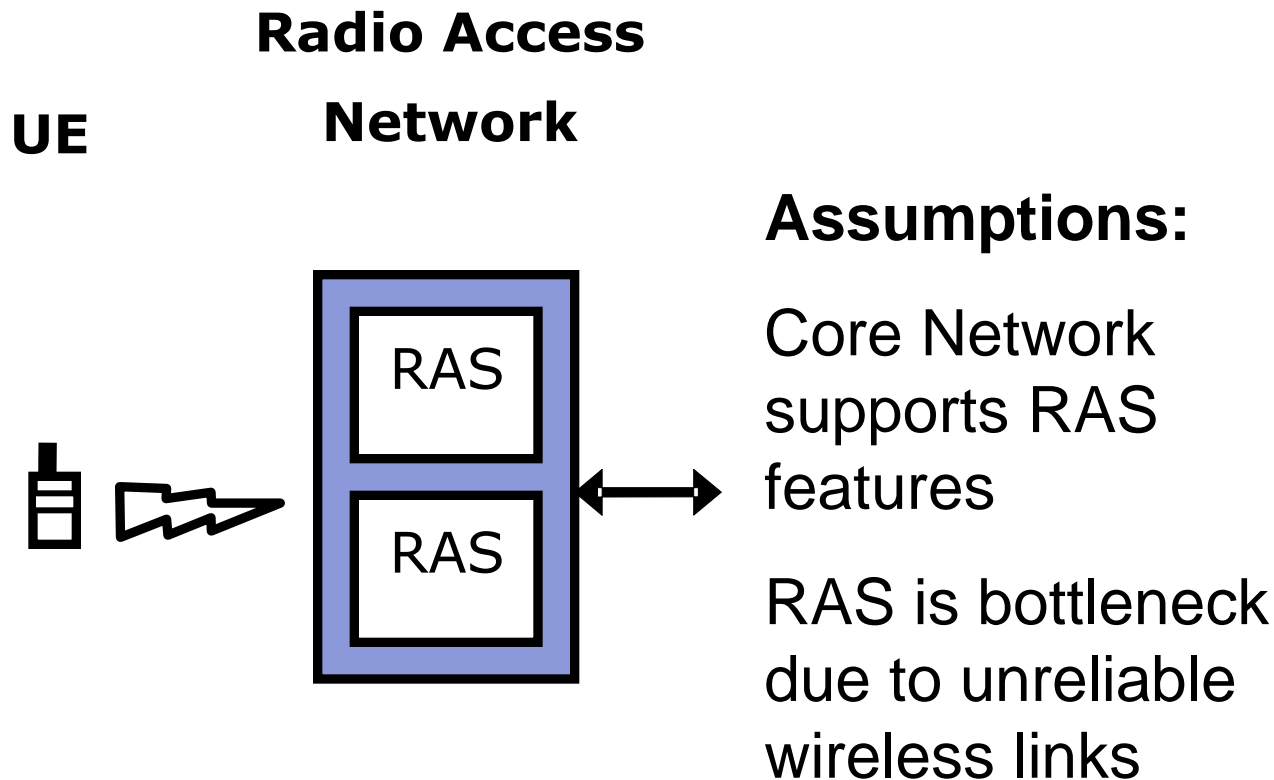 Radio Access
Network
UE
RAS
RAS
Assumptions:
Core Network
supports RAS
features
RAS is bottleneck
due to unreliable
wireless links